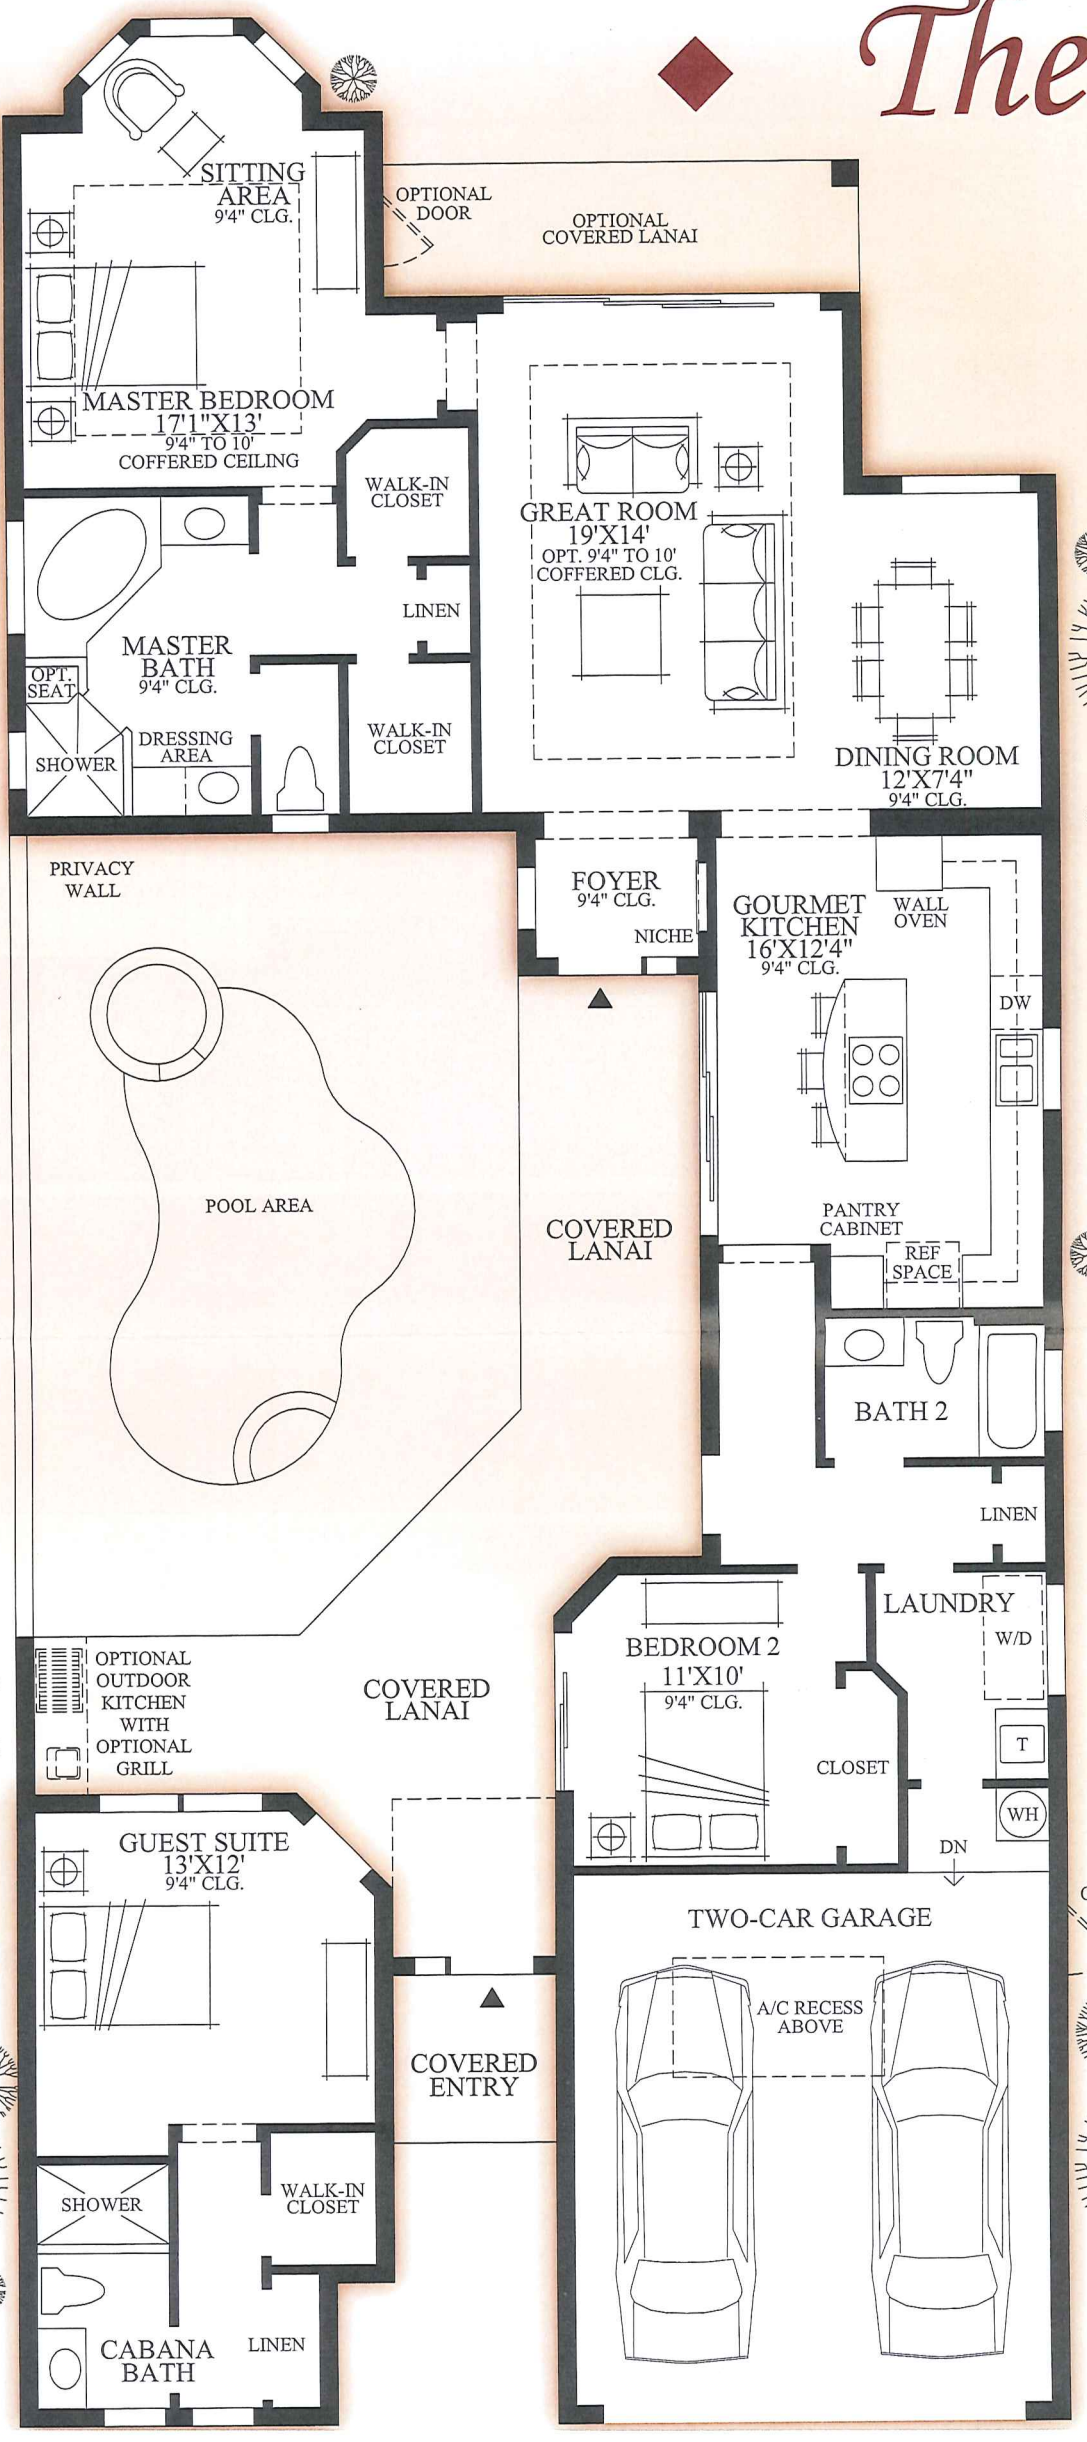 The
SITTING
AREA
9'4" CLG.
OPTIONAL
DOOR
OPTIONAL
COVERED LANAI
MASTER BEDROOM
17'1"X13'
9'4" TO 10'
COFFERED CEILING
WALK-IN
CLOSET
GREAT ROOM
19'X14'
OPT. 9'4" TO 10'
COFFERED CLG.
LINEN
MASTER
BATH
9'4" CLG.
OPT.
SEAT
SHOWER
DRESSING
AREA
WALK-IN
CLOSET
DINING ROOM
12'X7'4"
9'4" CLG.
PRIVACY
WALL
FOYER
9'4" CLG.
NICHE
GOURMET
KITCHEN
16'X12'4"
9'4" CLG.
WALL
OVEN
DW
POOL AREA
COVERED
LANAI
PANTRY
CABINET
REF
SPACE
BATH 2
LINEN
LAUNDRY
W/D
T
WH
DN
BEDROOM 2
11'X10'
9'4" CLG.
CLOSET
OPTIONAL
OUTDOOR
KITCHEN
WITH
OPTIONAL
GRILL
COVERED
LANAI
GUEST SUITE
13'X12'
9'4" CLG.
TWO-CAR GARAGE
A/C RECESS
ABOVE
COVERED
ENTRY
SHOWER
WALK-IN
CLOSET
CABANA
BATH
LINEN